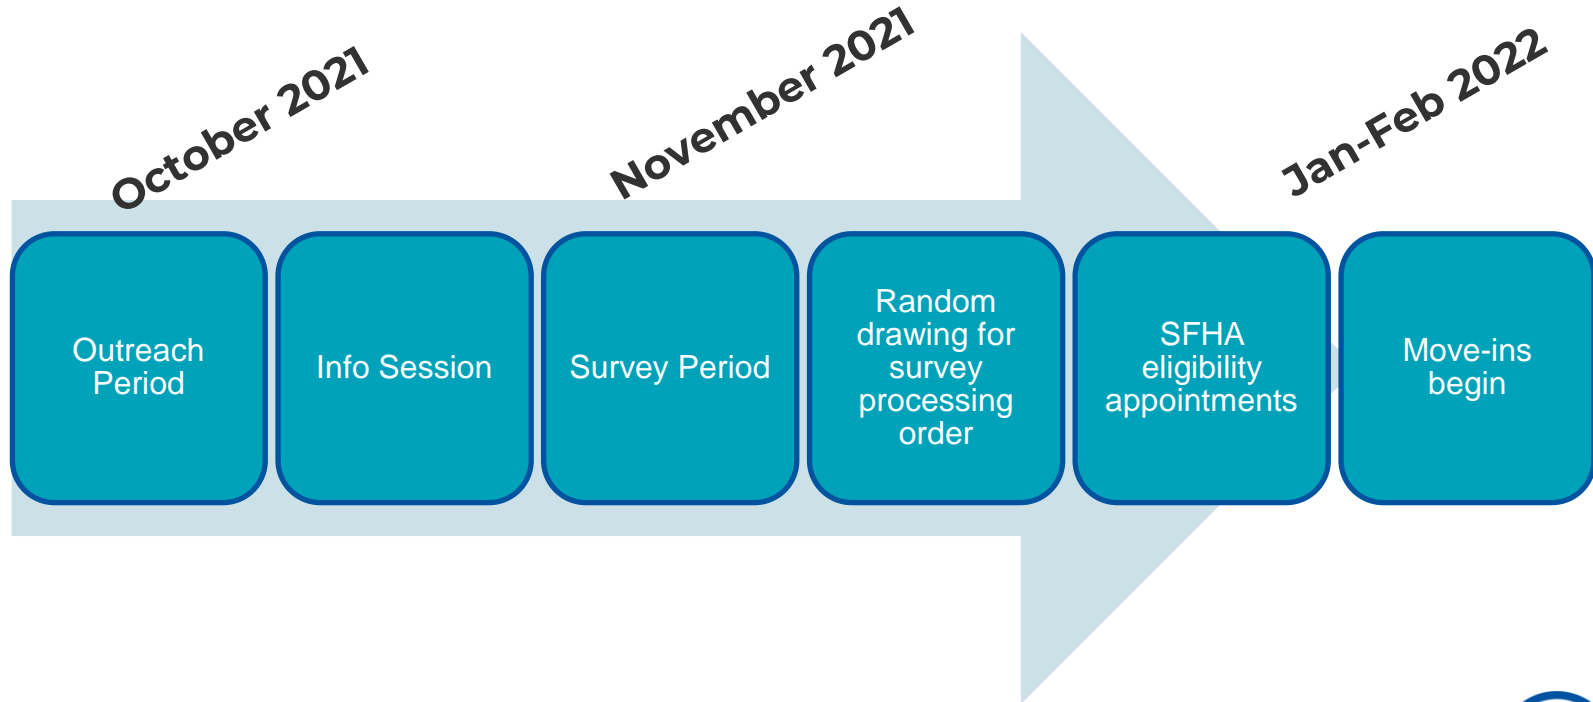 October 2021
November 2021
Jan-Feb 2022
Outreach
Period
Info Session
Survey Period
Random
drawing for
survey
processing
order
SFHA
eligibility
appointments
Move-ins
begin